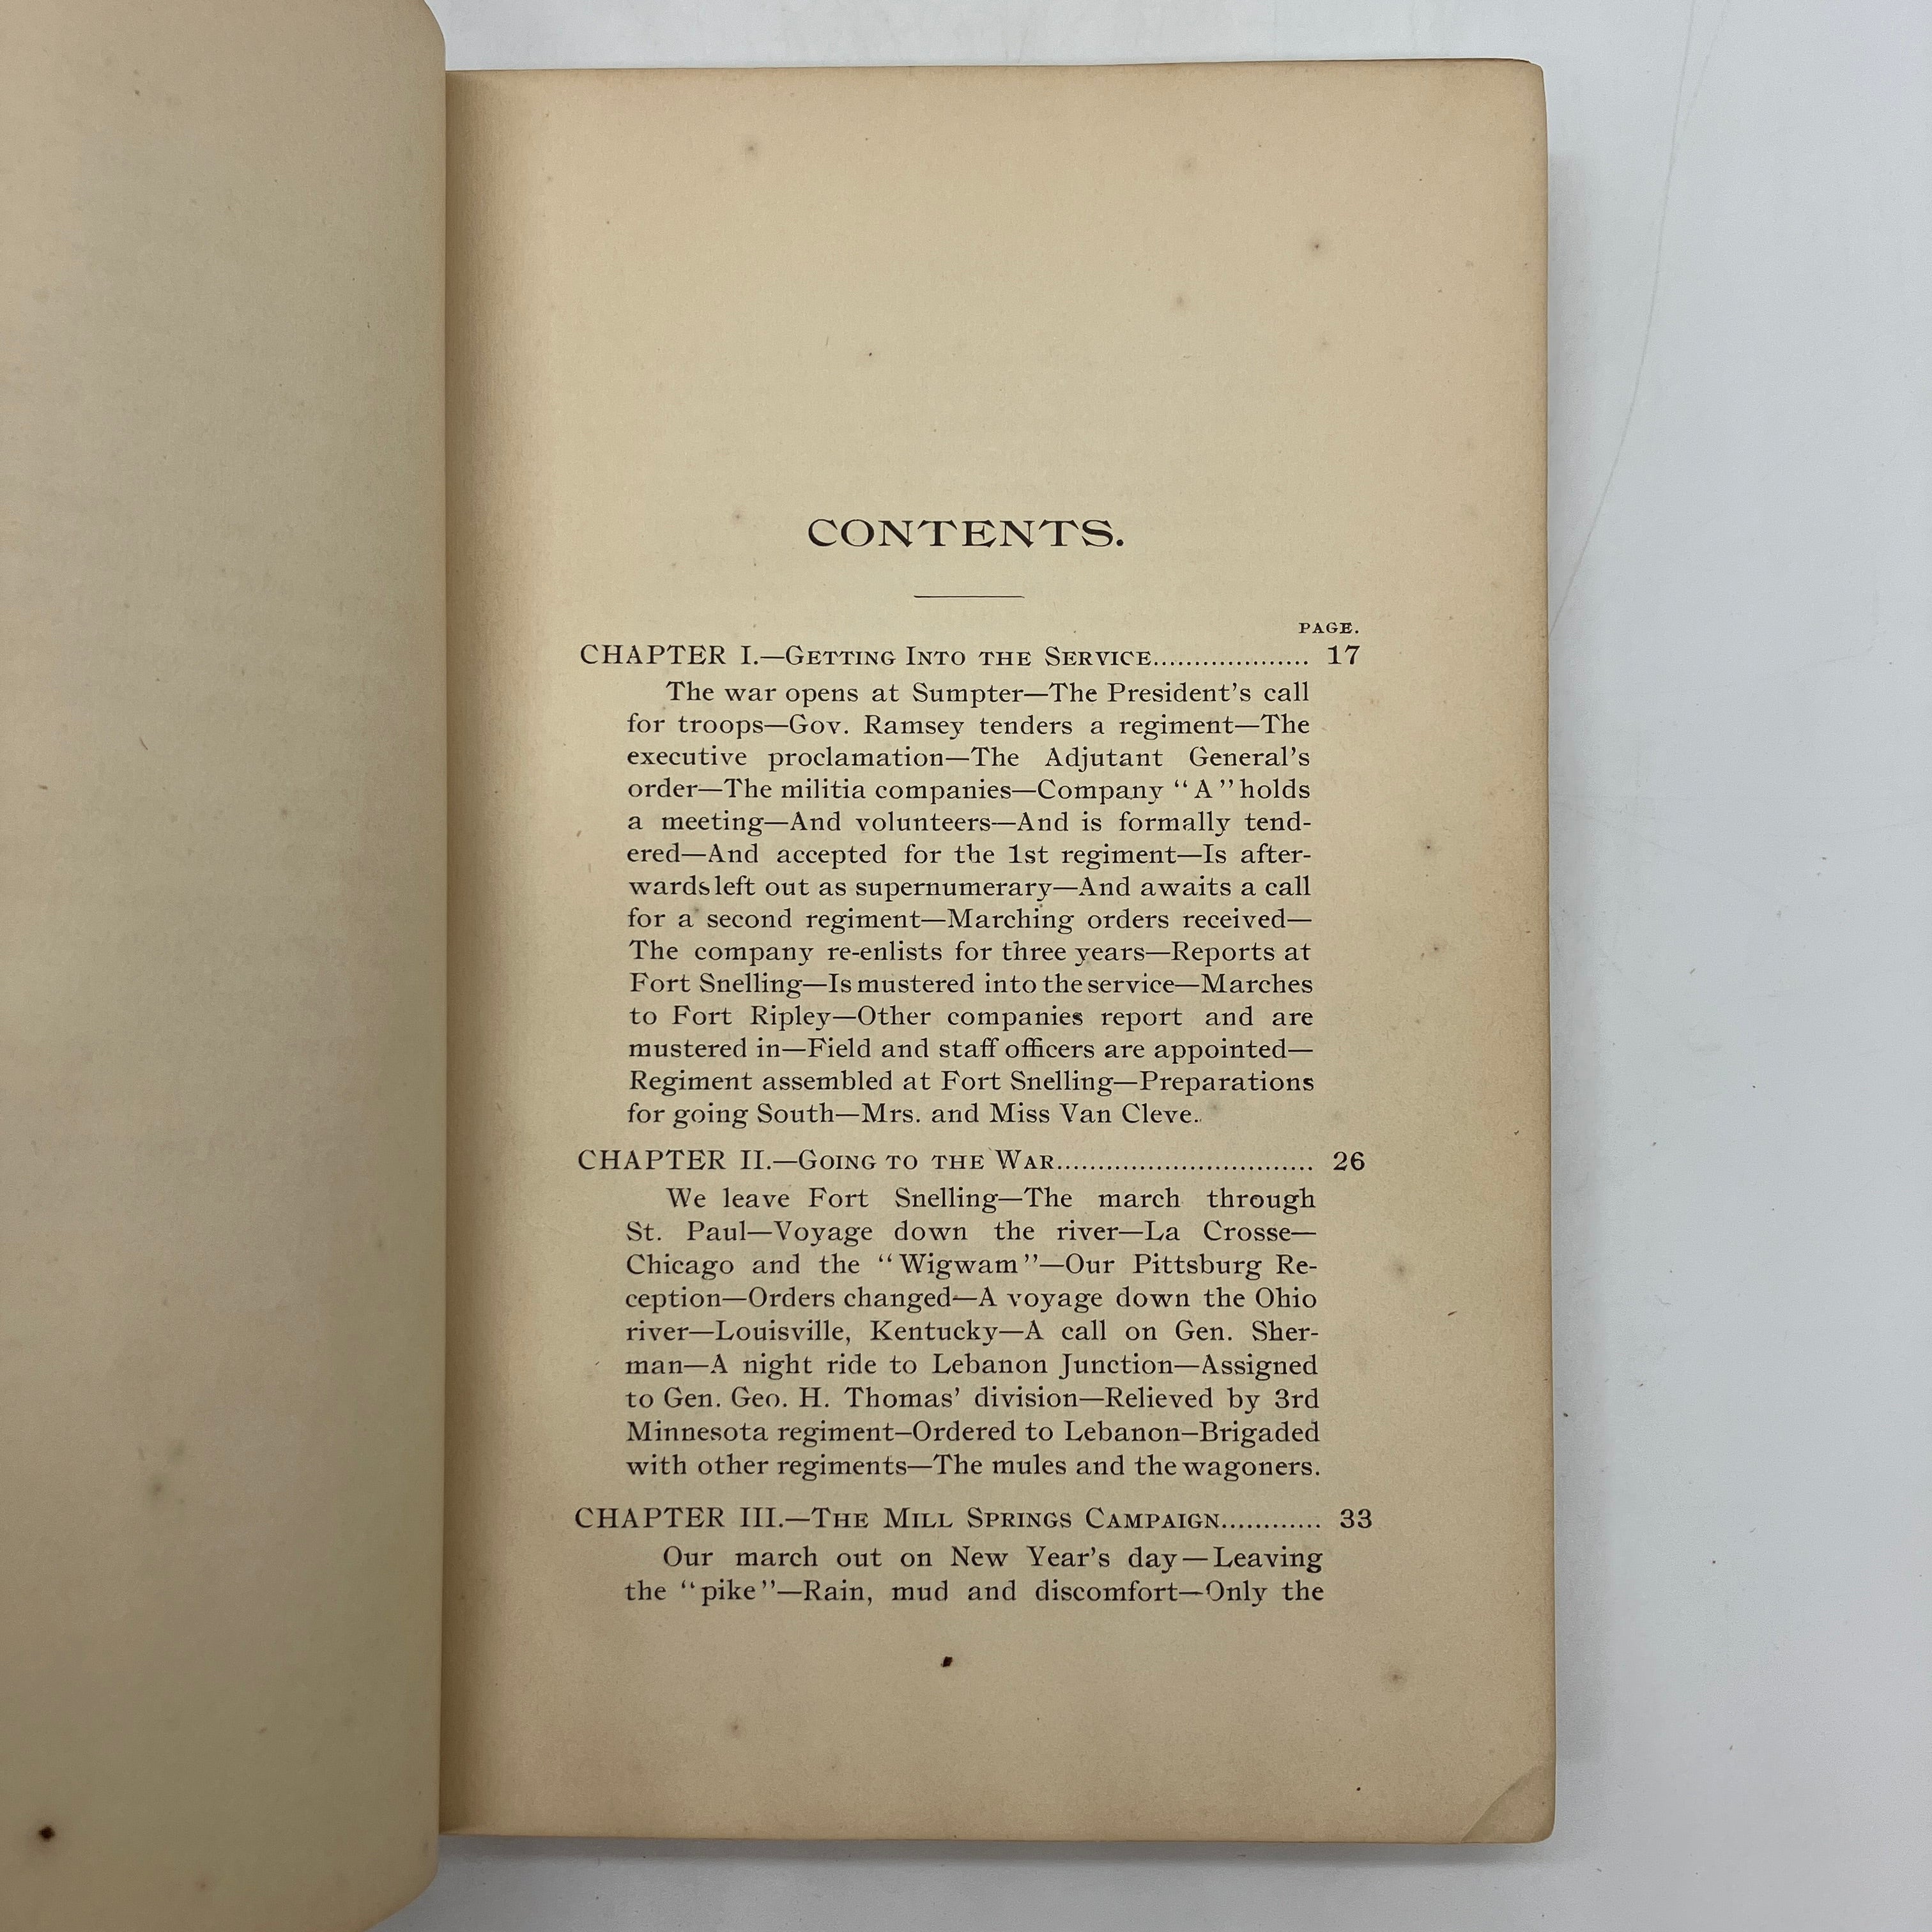 CONTENTS.
PAGE.
CHAPTER I.—Getting Into the Service................... 17
The war opens at Sumpter—The President's call
for troops—Gov. Ramsey tenders a regiment—The
executive proclamation—The Adjutant General's
order—The militia companies—Company "A" holds
a meeting—And volunteers—And is formally tend-
ered—And accepted for the 1st regiment—Is after-
wards left out as supernumerary—And awaits a call
for a second regiment—Marching orders received—
The company re-enlists for three years—Reports at
Fort Snelling—Is mustered into the service—Marches
to Fort Ripley—Other companies report and are
mustered in—Field and staff officers are appointed—
Regiment assembled at Fort Snelling—Preparations
for going South—Mrs. and Miss Van Cleve.
CHAPTER II.—Going to the War............................... 26
We leave Fort Snelling—The march through
St. Paul—Voyage down the river—La Crosse—
Chicago and the "Wigwam"—Our Pittsburg Re-
ception—Orders changed—A voyage down the Ohio
river—Louisville, Kentucky—A call on Gen. Sher-
man—A night ride to Lebanon Junction—Assigned
to Gen. Geo. H. Thomas' division—Relieved by 3rd
Minnesota regiment—Ordered to Lebanon—Brigaded
with other regiments—The mules and the wagoners.
CHAPTER III.—The Mill Springs Campaign............ 33
Our march out on New Year's day—Leaving
the "pike"—Rain, mud and discomfort—Only the